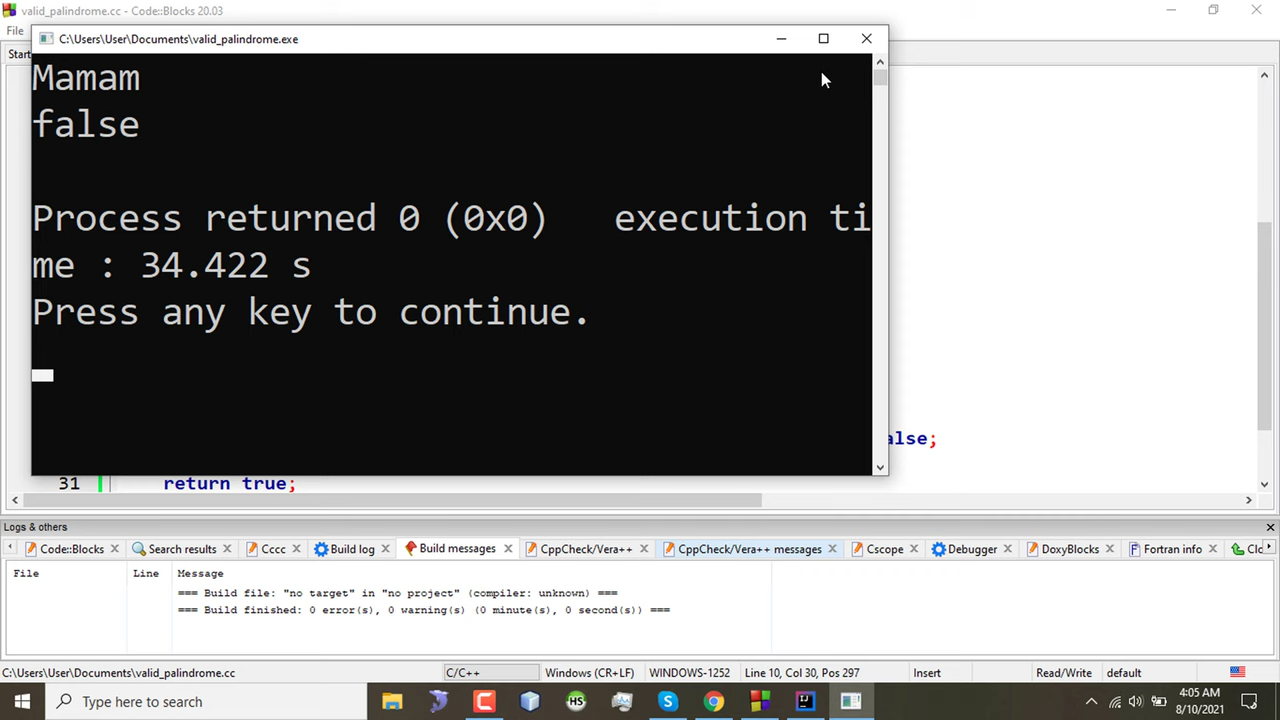 valid_palindrome.cc - Code::Blocks 20.03
File
C:\Users\User\Documents\valid_palindrome.exe
Start
Mamam
false
Process returned 0 (0x0)   execution ti
me : 34.422 s
Press any key to continue.
alse;
31 return true;
Logs & others
Code::Blocks Search results Cccc Build log Build messages CppCheck/Vera++ CppCheck/Vera++ messages Cscope Debugger DoxyBlocks Fortran info Clo
File Line Message
=== Build file: "no target" in "no project" (compiler: unknown) ===
=== Build finished: 0 error(s), 0 warning(s) (0 minute(s), 0 second(s)) ===
C:\Users\User\Documents\valid_palindrome.cc C/C++ Windows (CR+LF) WINDOWS-1252 Line 10, Col 30, Pos 297 Insert Read/Write default
Type here to search
4:05 AM
8/10/2021